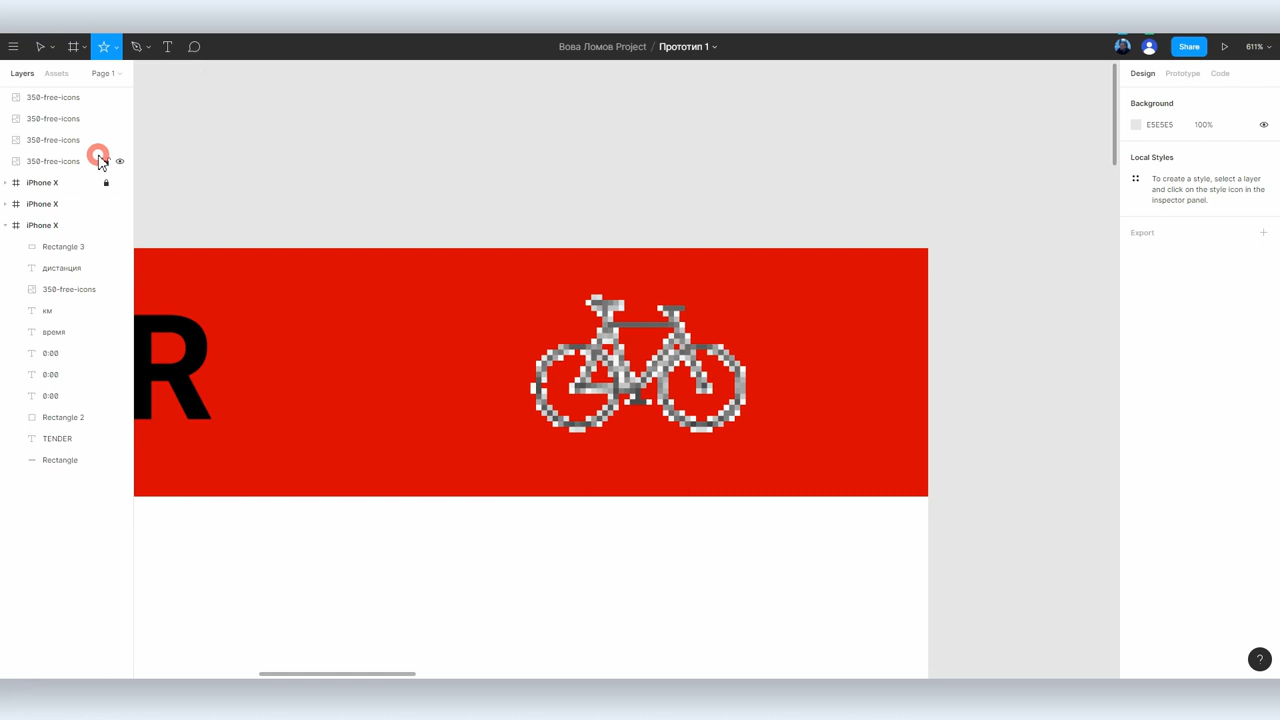 Вова Ломов Project / Прототип 1
Share
611%
Layers
Assets
Page 1
Design
Prototype
Code
350-free-icons
350-free-icons
350-free-icons
350-free-icons
iPhone X
iPhone X
iPhone X
Rectangle 3
дистанция
350-free-icons
км
время
0:00
0:00
0:00
Rectangle 2
TENDER
Rectangle
R
Background
E5E5E5
100%
Local Styles
To create a style, select a layer
and click on the style icon in the
inspector panel.
Export
?